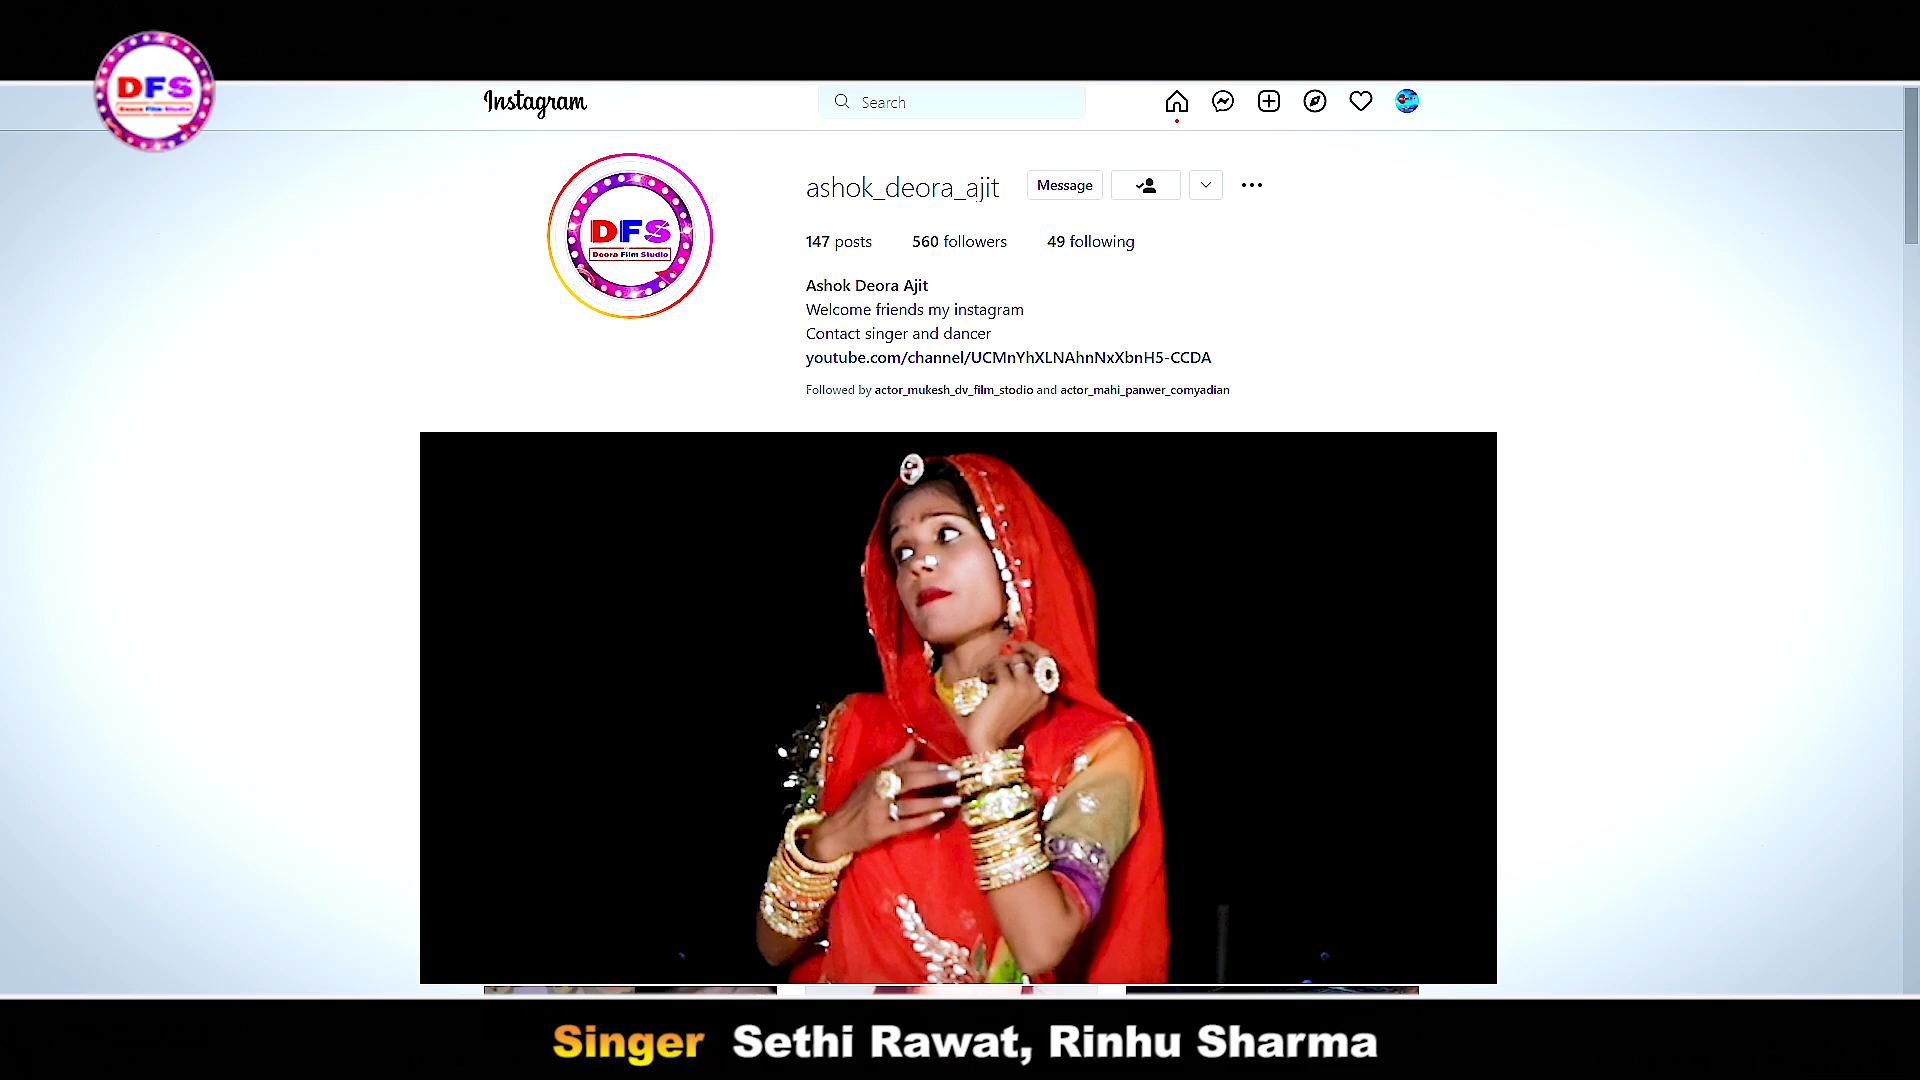 DFS
Deora Film Studio
Instagram
Search
ashok_deora_ajit
Message
147 posts
560 followers
49 following
DFS
Deora Film Studio
Ashok Deora Ajit
Welcome friends my instagram
Contact singer and dancer
youtube.com/channel/UCMnYhXLNAhnNxXbnH5-CCDA
Followed by actor_mukesh_dv_film_stodio and actor_mahi_panwer_comyadian
Singer Sethi Rawat, Rinhu Sharma